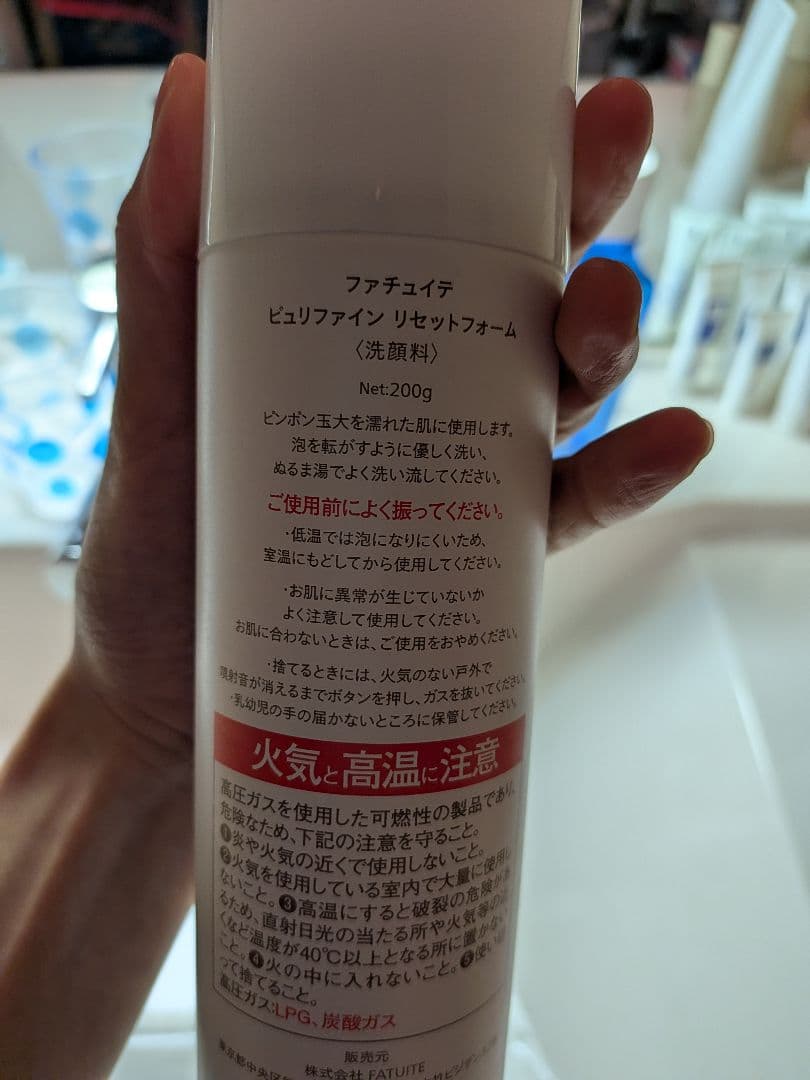 ファチュイテ
ピュリファイン リセットフォーム
〈洗顔料〉
Net:200g
ピンポン玉大を濡れた肌に使用します。
泡を転がすように優しく洗い、
ぬるま湯でよく洗い流してください。
ご使用前によく振ってください。
・低温では泡になりにくいため、
室温にもどしてから使用してください。
・お肌に異常が生じていないか
よく注意して使用してください。
お肌に合わないときは、ご使用をおやめください。
・捨てるときには、火気のない戸外で
噴射音が消えるまでボタンを押し、ガスを抜いてください。
・乳幼児の手の届かないところに保管してください。
火気と高温に注意
高圧ガスを使用した可燃性の製品であり、
危険なため、下記の注意を守ること。
❶炎や火気の近くで使用しないこと。
❷火気を使用している室内で大量に使用し
ないこと。❸高温にすると破裂の危険があ
るため、直射日光の当たる所や火気等の近
くなど温度が40℃以上となる所に置かない
こと。❹火の中に入れないこと。❺使い
って捨てること。
高圧ガス:LPG、炭酸ガス
販売元
株式会社 FATUITE
東京都中央区